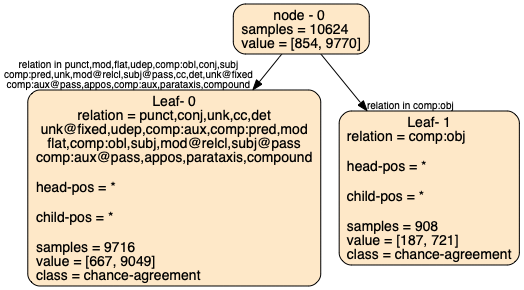 node - 0
samples = 10624
value = [854, 9770]
relation in punct,mod,flat,udep,comp:obl,conj,subj
comp:pred,unk,mod@relcl,subj@pass,cc,det,unk@fixed
comp:aux@pass,appos,comp:aux,parataxis,compound
relation in comp:obj
Leaf- 0
relation = punct,conj,unk,cc,det
unk@fixed,udep,comp:aux,comp:pred,mod
flat,comp:obl,subj,mod@relcl,subj@pass
comp:aux@pass,appos,parataxis,compound
head-pos = *
child-pos = *
samples = 9716
value = [667, 9049]
class = chance-agreement
Leaf- 1
relation = comp:obj
head-pos = *
child-pos = *
samples = 908
value = [187, 721]
class = chance-agreement